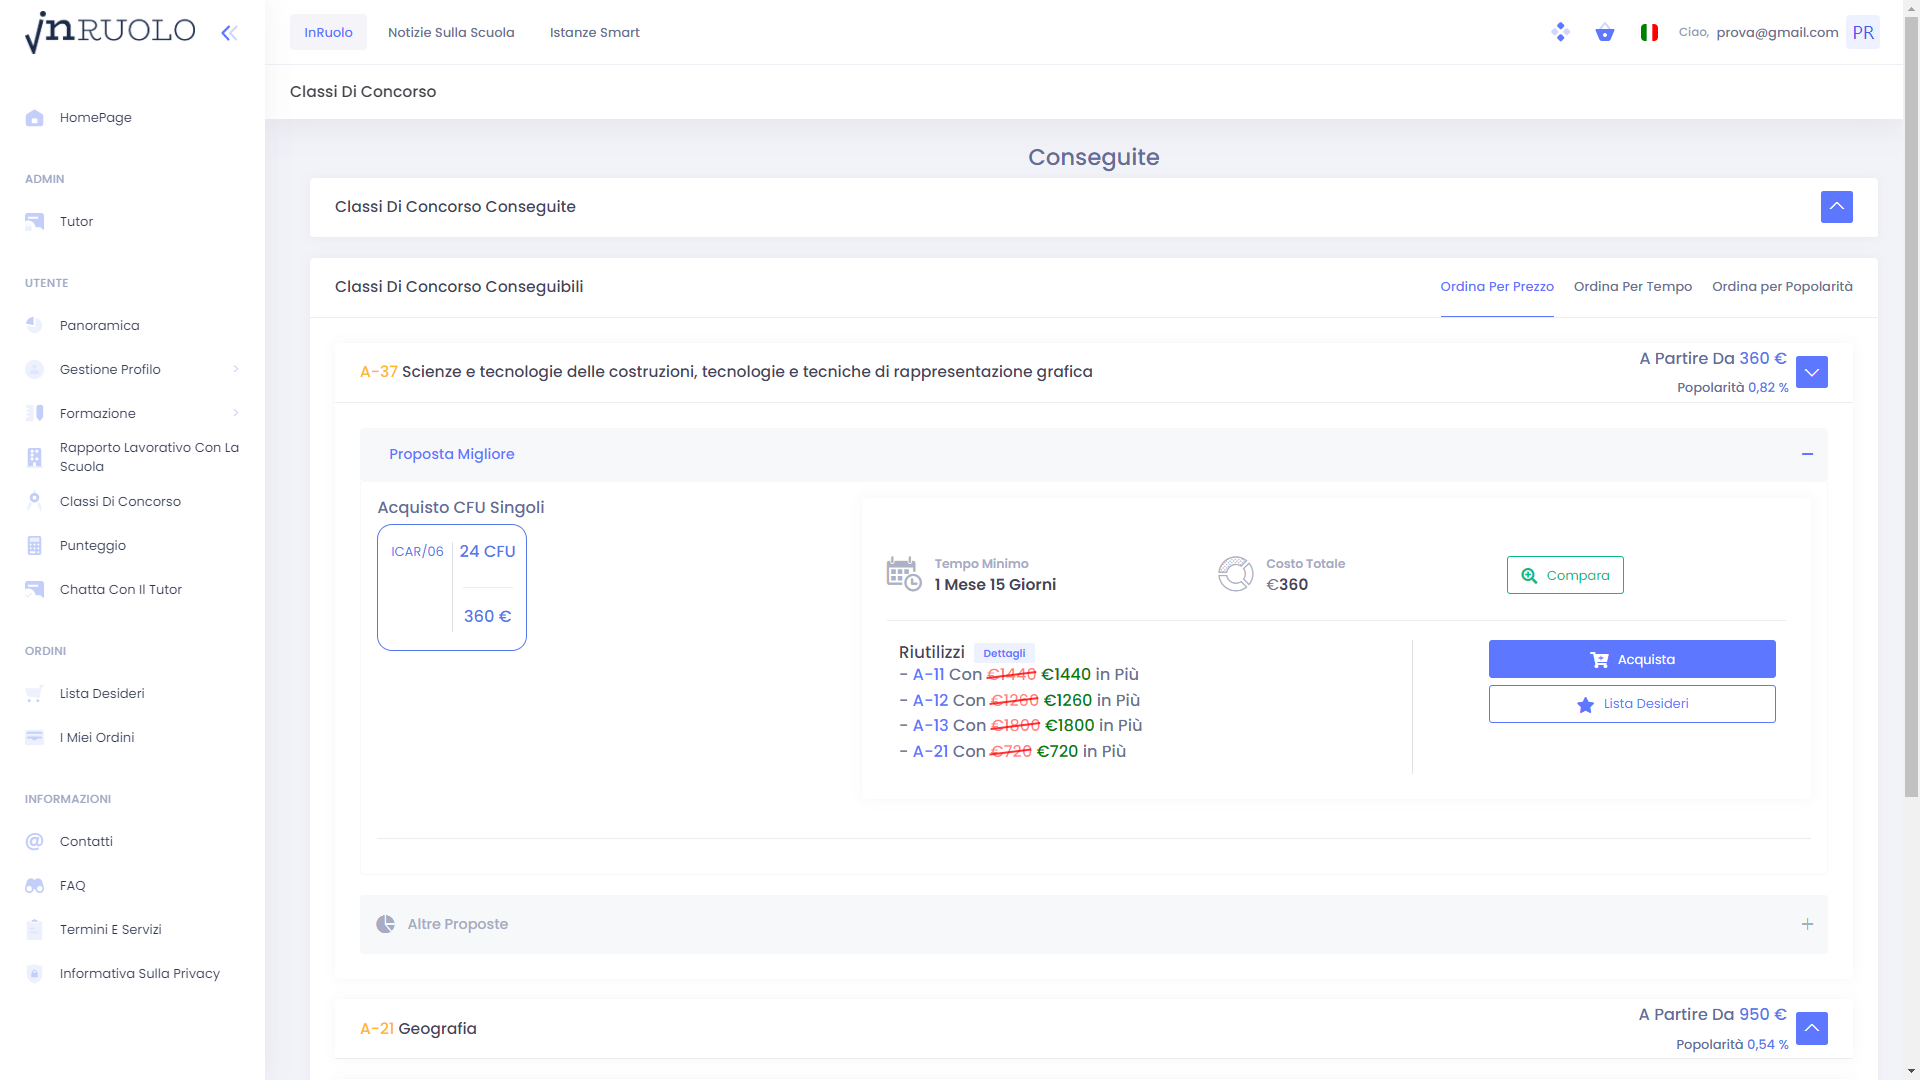 inRUOLO
InRuolo
Notizie Sulla Scuola
Istanze Smart
Ciao, prova@gmail.com
PR
Classi Di Concorso
HomePage
ADMIN
Tutor
UTENTE
Panoramica
Gestione Profilo
Formazione
Rapporto Lavorativo Con La
Scuola
Classi Di Concorso
Punteggio
Chatta Con Il Tutor
ORDINI
Lista Desideri
I Miei Ordini
INFORMAZIONI
Contatti
FAQ
Termini E Servizi
Informativa Sulla Privacy
Conseguite
Classi Di Concorso Conseguite
Classi Di Concorso Conseguibili
Ordina Per Prezzo
Ordina Per Tempo
Ordina per Popolarità
A-37 Scienze e tecnologie delle costruzioni, tecnologie e tecniche di rappresentazione grafica
A Partire Da 360 €
Popolarità 0,82 %
Proposta Migliore
Acquisto CFU Singoli
ICAR/06
24 CFU
360 €
Tempo Minimo
1 Mese 15 Giorni
Costo Totale
€360
Compara
Riutilizzi Dettagli
- A-11 Con €1440 €1440 in Più
- A-12 Con €1260 €1260 in Più
- A-13 Con €1800 €1800 in Più
- A-21 Con €720 €720 in Più
Acquista
Lista Desideri
Altre Proposte
A-21 Geografia
A Partire Da 950 €
Popolarità 0,54 %